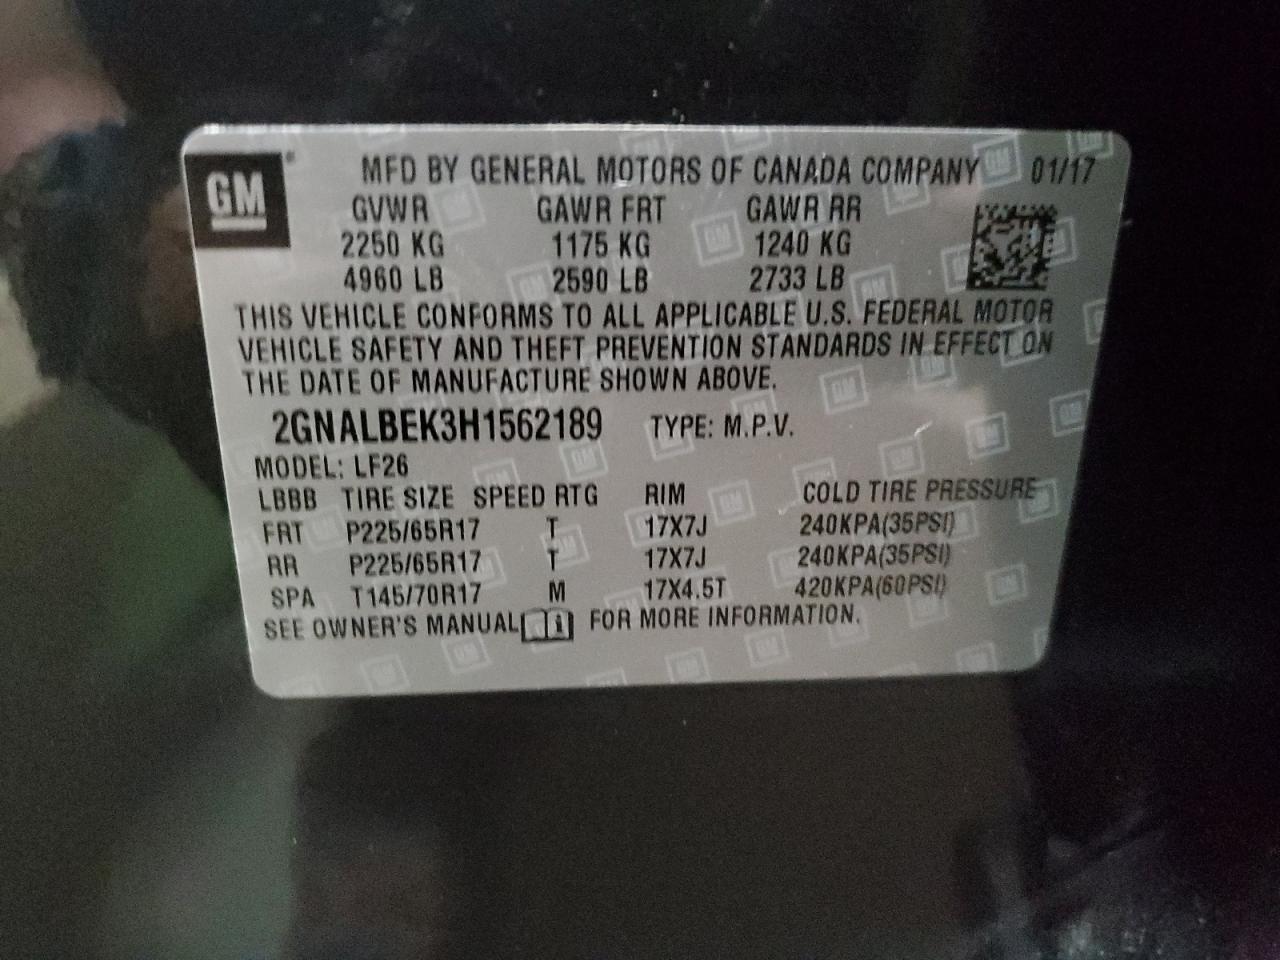 GM® MFD BY GENERAL MOTORS OF CANADA COMPANY 01/17
GVWR GAWR FRT GAWR RR
2250 KG 1175 KG 1240 KG
4960 LB 2590 LB 2733 LB
THIS VEHICLE CONFORMS TO ALL APPLICABLE U.S. FEDERAL MOTOR
VEHICLE SAFETY AND THEFT PREVENTION STANDARDS IN EFFECT ON
THE DATE OF MANUFACTURE SHOWN ABOVE.
2GNALBEK3H1562189 TYPE: M.P.V.
MODEL: LF26
LBBB TIRE SIZE SPEED RTG RIM COLD TIRE PRESSURE
FRT P225/65R17 T 17X7J 240KPA(35PSI)
RR P225/65R17 T 17X7J 240KPA(35PSI)
SPA T145/70R17 M 17X4.5T 420KPA(60PSI)
SEE OWNER'S MANUAL i FOR MORE INFORMATION.